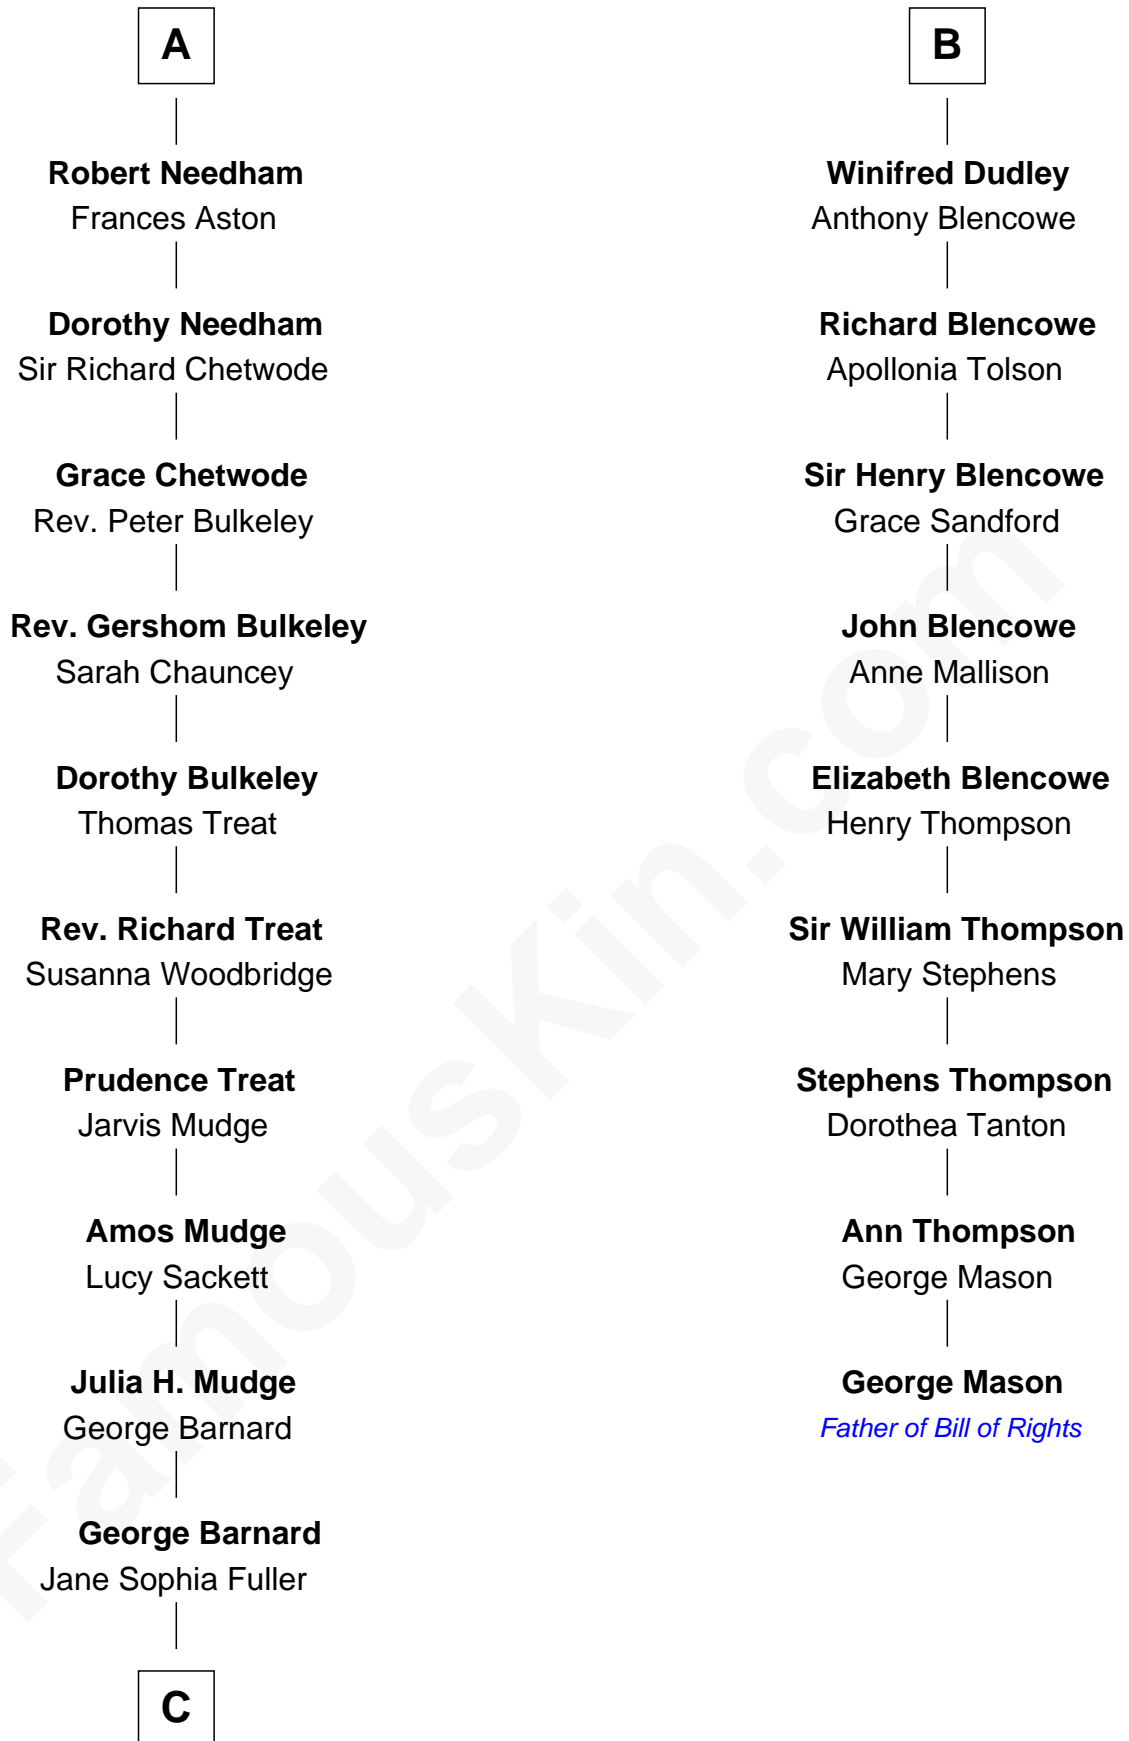 A
Robert Needham
Frances Aston
Dorothy Needham
Sir Richard Chetwode
Grace Chetwode
Rev. Peter Bulkeley
Rev. Gershom Bulkeley
Sarah Chauncey
Dorothy Bulkeley
Thomas Treat
Rev. Richard Treat
Susanna Woodbridge
Prudence Treat
Jarvis Mudge
Amos Mudge
Lucy Sackett
Julia H. Mudge
George Barnard
George Barnard
Jane Sophia Fuller
C
B
Winifred Dudley
Anthony Blencowe
Richard Blencowe
Apollonia Tolson
Sir Henry Blencowe
Grace Sandford
John Blencowe
Anne Mallison
Elizabeth Blencowe
Henry Thompson
Sir William Thompson
Mary Stephens
Stephens Thompson
Dorothea Tanton
Ann Thompson
George Mason
George Mason
Father of Bill of Rights
FamousKin.com